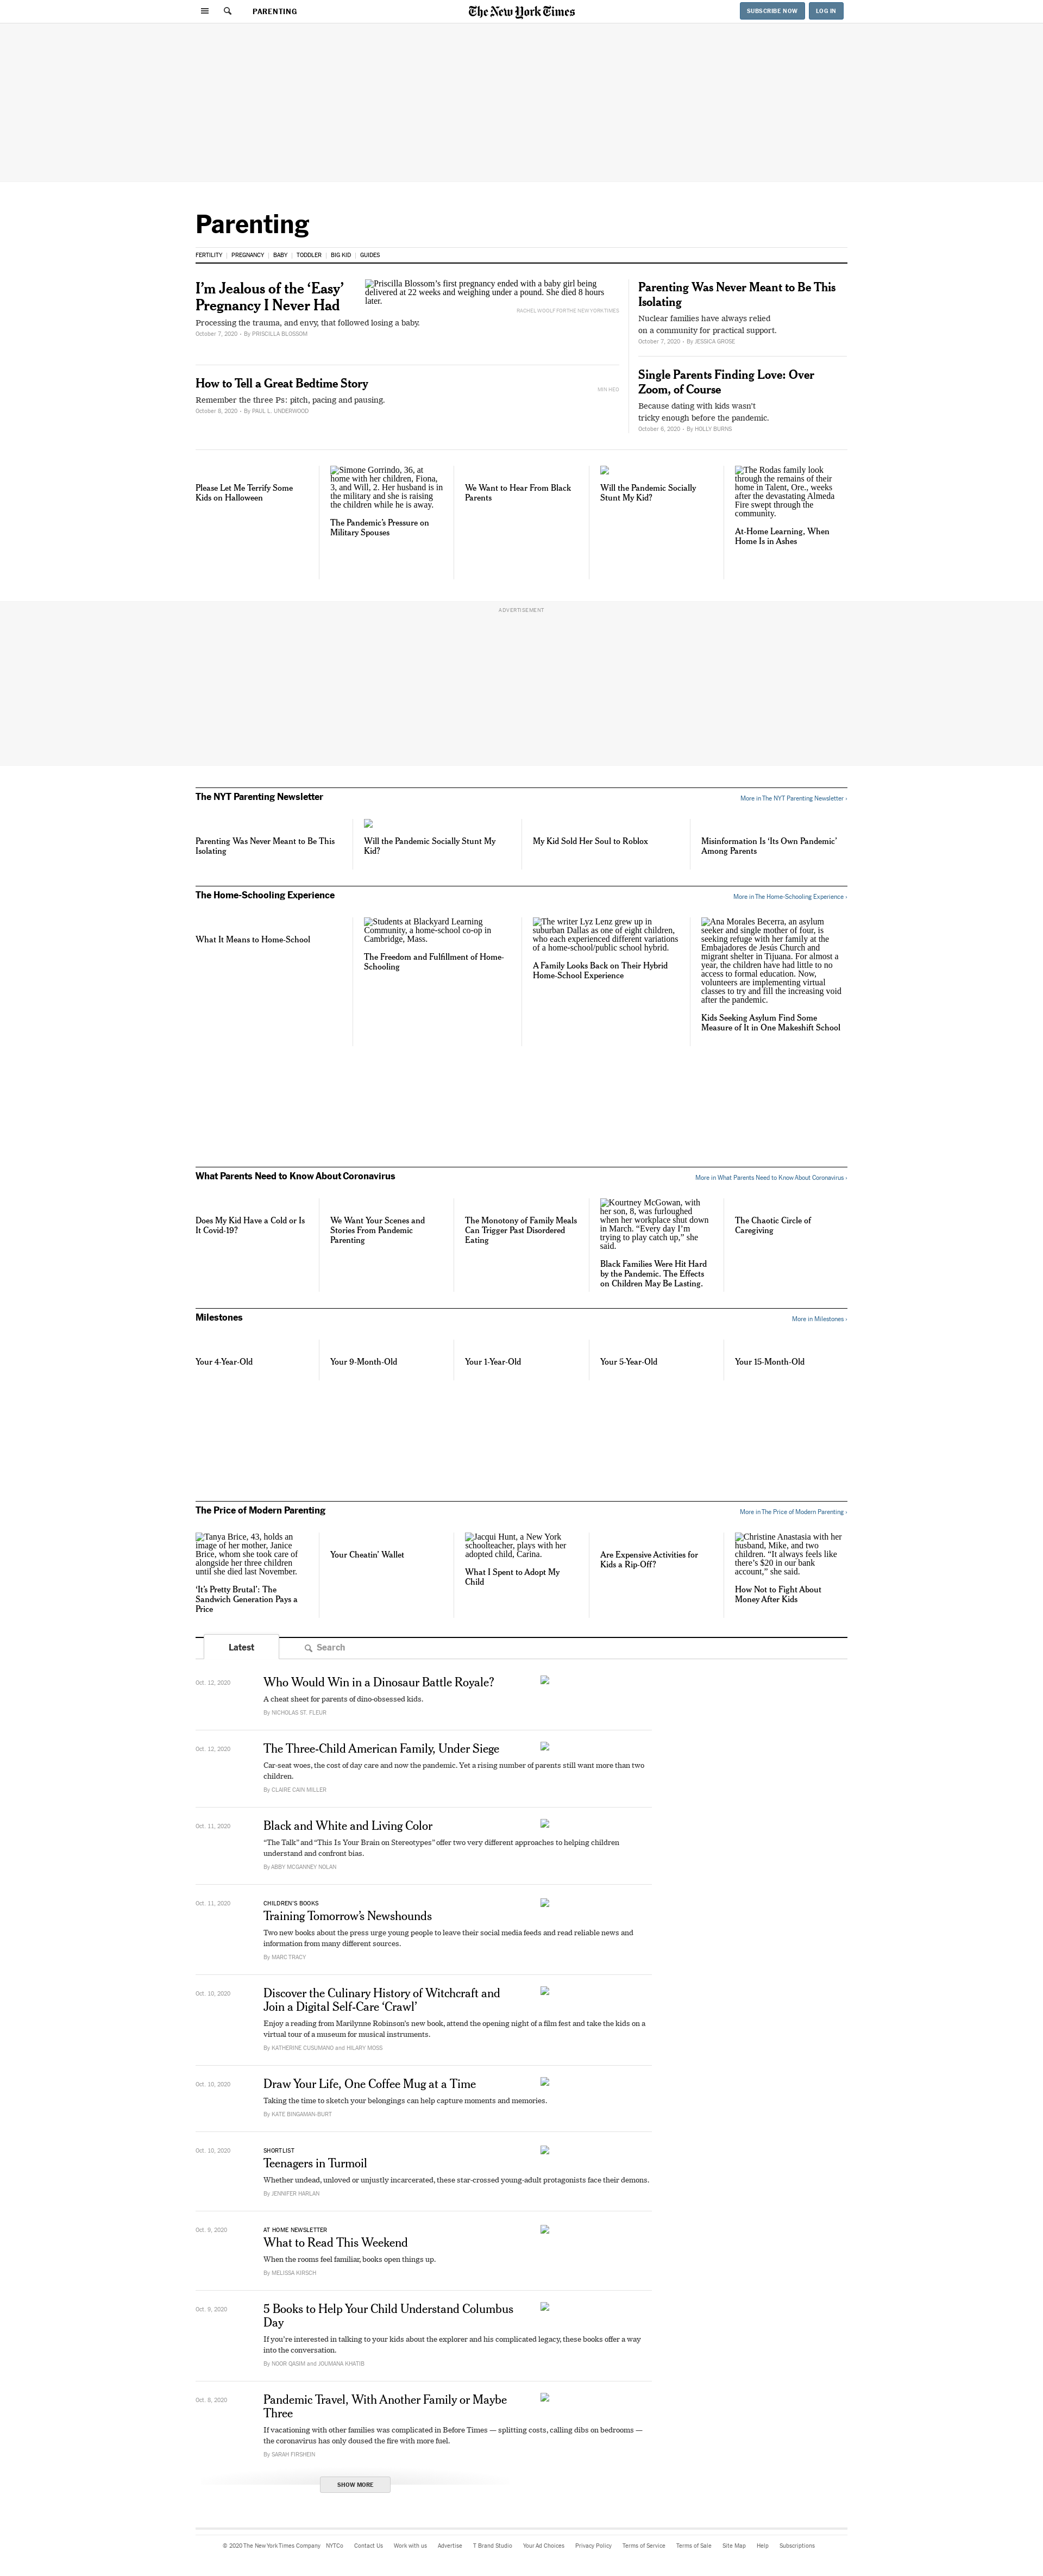 PARENTING
The New York Times
SUBSCRIBE NOW
LOG IN
Parenting
FERTILITY | PREGNANCY | BABY | TODDLER | BIG KID | GUIDES
I’m Jealous of the ‘Easy’
Pregnancy I Never Had
Processing the trauma, and envy, that followed losing a baby.
October 7, 2020 • By PRISCILLA BLOSSOM
Priscilla Blossom’s first pregnancy ended with a baby girl being
delivered at 22 weeks and weighing under a pound. She died 8 hours
later.
RACHEL WOOLF FOR THE NEW YORK TIMES
How to Tell a Great Bedtime Story
Remember the three Ps: pitch, pacing and pausing.
October 8, 2020 • By PAUL L. UNDERWOOD
MIN HEO
Parenting Was Never Meant to Be This
Isolating
Nuclear families have always relied
on a community for practical support.
October 7, 2020 • By JESSICA GROSE
Single Parents Finding Love: Over
Zoom, of Course
Because dating with kids wasn't
tricky enough before the pandemic.
October 6, 2020 • By HOLLY BURNS
Please Let Me Terrify Some
Kids on Halloween
Simone Gorrindo, 36, at
home with her children, Fiona,
3, and Will, 2. Her husband is in
the military and she is raising
the children while he is away.
The Pandemic’s Pressure on
Military Spouses
We Want to Hear From Black
Parents
Will the Pandemic Socially
Stunt My Kid?
The Rodas family look
through the remains of their
home in Talent, Ore., weeks
after the devastating Almeda
Fire swept through the
community.
At-Home Learning, When
Home Is in Ashes
ADVERTISEMENT
The NYT Parenting Newsletter
More in The NYT Parenting Newsletter ›
Parenting Was Never Meant to Be This
Isolating
Will the Pandemic Socially Stunt My
Kid?
My Kid Sold Her Soul to Roblox
Misinformation Is ‘Its Own Pandemic’
Among Parents
The Home-Schooling Experience
More in The Home-Schooling Experience ›
What It Means to Home-School
Students at Blackyard Learning
Community, a home-school co-op in
Cambridge, Mass.
The Freedom and Fulfillment of Home-
Schooling
The writer Lyz Lenz grew up in
suburban Dallas as one of eight children,
who each experienced different variations
of a home-school/public school hybrid.
A Family Looks Back on Their Hybrid
Home-School Experience
Ana Morales Becerra, an asylum
seeker and single mother of four, is
seeking refuge with her family at the
Embajadores de Jesús Church and
migrant shelter in Tijuana. For almost a
year, the children have had little to no
access to formal education. Now,
volunteers are implementing virtual
classes to try and fill the increasing void
after the pandemic.
Kids Seeking Asylum Find Some
Measure of It in One Makeshift School
What Parents Need to Know About Coronavirus
More in What Parents Need to Know About Coronavirus ›
Does My Kid Have a Cold or Is
It Covid-19?
We Want Your Scenes and
Stories From Pandemic
Parenting
The Monotony of Family Meals
Can Trigger Past Disordered
Eating
Kourtney McGowan, with
her son, 8, was furloughed
when her workplace shut down
in March. “Every day I’m
trying to play catch up,” she
said.
Black Families Were Hit Hard
by the Pandemic. The Effects
on Children May Be Lasting.
The Chaotic Circle of
Caregiving
Milestones
More in Milestones ›
Your 4-Year-Old
Your 9-Month-Old
Your 1-Year-Old
Your 5-Year-Old
Your 15-Month-Old
The Price of Modern Parenting
More in The Price of Modern Parenting ›
Tanya Brice, 43, holds an
image of her mother, Janice
Brice, whom she took care of
alongside her three children
until she died last November.
‘It’s Pretty Brutal’: The
Sandwich Generation Pays a
Price
Your Cheatin’ Wallet
Jacqui Hunt, a New York
schoolteacher, plays with her
adopted child, Carina.
What I Spent to Adopt My
Child
Are Expensive Activities for
Kids a Rip-Off?
Christine Anastasia with her
husband, Mike, and two
children. “It always feels like
there’s $20 in our bank
account,” she said.
How Not to Fight About
Money After Kids
Latest
Search
Oct. 12, 2020
Who Would Win in a Dinosaur Battle Royale?
A cheat sheet for parents of dino-obsessed kids.
By NICHOLAS ST. FLEUR
Oct. 12, 2020
The Three-Child American Family, Under Siege
Car-seat woes, the cost of day care and now the pandemic. Yet a rising number of parents still want more than two
children.
By CLAIRE CAIN MILLER
Oct. 11, 2020
Black and White and Living Color
“The Talk” and “This Is Your Brain on Stereotypes” offer two very different approaches to helping children
understand and confront bias.
By ABBY MCGANNEY NOLAN
Oct. 11, 2020
CHILDREN’S BOOKS
Training Tomorrow’s Newshounds
Two new books about the press urge young people to leave their social media feeds and read reliable news and
information from many different sources.
By MARC TRACY
Oct. 10, 2020
Discover the Culinary History of Witchcraft and
Join a Digital Self-Care ‘Crawl’
Enjoy a reading from Marilynne Robinson’s new book, attend the opening night of a film fest and take the kids on a
virtual tour of a museum for musical instruments.
By KATHERINE CUSUMANO and HILARY MOSS
Oct. 10, 2020
Draw Your Life, One Coffee Mug at a Time
Taking the time to sketch your belongings can help capture moments and memories.
By KATE BINGAMAN-BURT
Oct. 10, 2020
SHORTLIST
Teenagers in Turmoil
Whether undead, unloved or unjustly incarcerated, these star-crossed young-adult protagonists face their demons.
By JENNIFER HARLAN
Oct. 9, 2020
AT HOME NEWSLETTER
What to Read This Weekend
When the rooms feel familiar, books open things up.
By MELISSA KIRSCH
Oct. 9, 2020
5 Books to Help Your Child Understand Columbus
Day
If you’re interested in talking to your kids about the explorer and his complicated legacy, these books offer a way
into the conversation.
By NOOR QASIM and JOUMANA KHATIB
Oct. 8, 2020
Pandemic Travel, With Another Family or Maybe
Three
If vacationing with other families was complicated in Before Times — splitting costs, calling dibs on bedrooms —
the coronavirus has only doused the fire with more fuel.
By SARAH FIRSHEIN
SHOW MORE
© 2020 The New York Times Company NYTCo Contact Us Work with us Advertise T Brand Studio Your Ad Choices Privacy Policy Terms of Service Terms of Sale Site Map Help Subscriptions